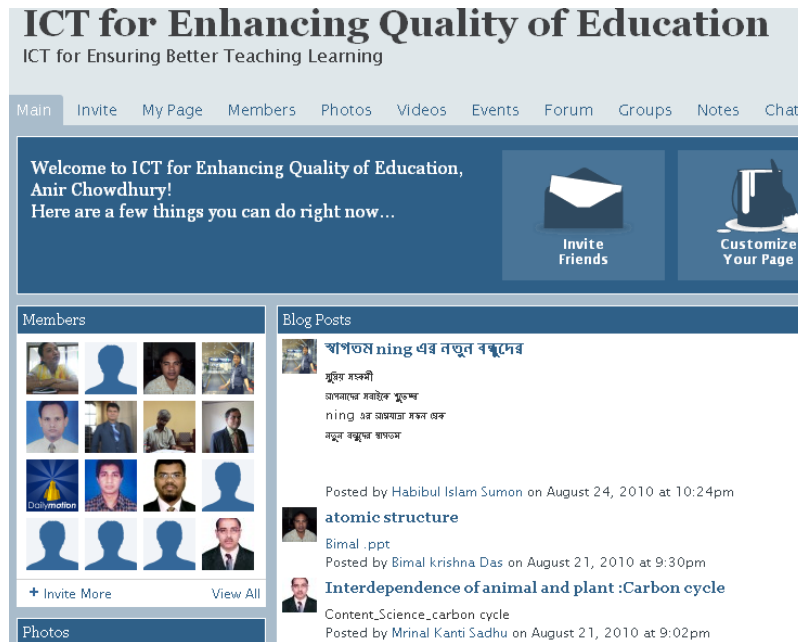 ICT for Enhancing Quality of Education
ICT for Ensuring Better Teaching Learning
Main Invite My Page Members Photos Videos Events Forum Groups Notes Chat
Welcome to ICT for Enhancing Quality of Education,
Anir Chowdhury!
Here are a few things you can do right now...
Invite
Friends
Customize
Your Page
Members
Dailymotion
+ Invite More View All
Photos
Blog Posts
স্বাগতম ning এর নতুন বন্ধুদের
সুপ্রিয় সহকর্মী
আপনাদের সবাইকে শুভেচ্ছা
ning এর
নতুন বন্ধুদের স্বাগতম
Posted by Habibul Islam Sumon on August 24, 2010 at 10:24pm
atomic structure
Bimal .ppt
Posted by Bimal krishna Das on August 21, 2010 at 9:30pm
Interdependence of animal and plant :Carbon cycle
Content_Science_carbon cycle
Posted by Mrinal Kanti Sadhu on August 21, 2010 at 9:02pm